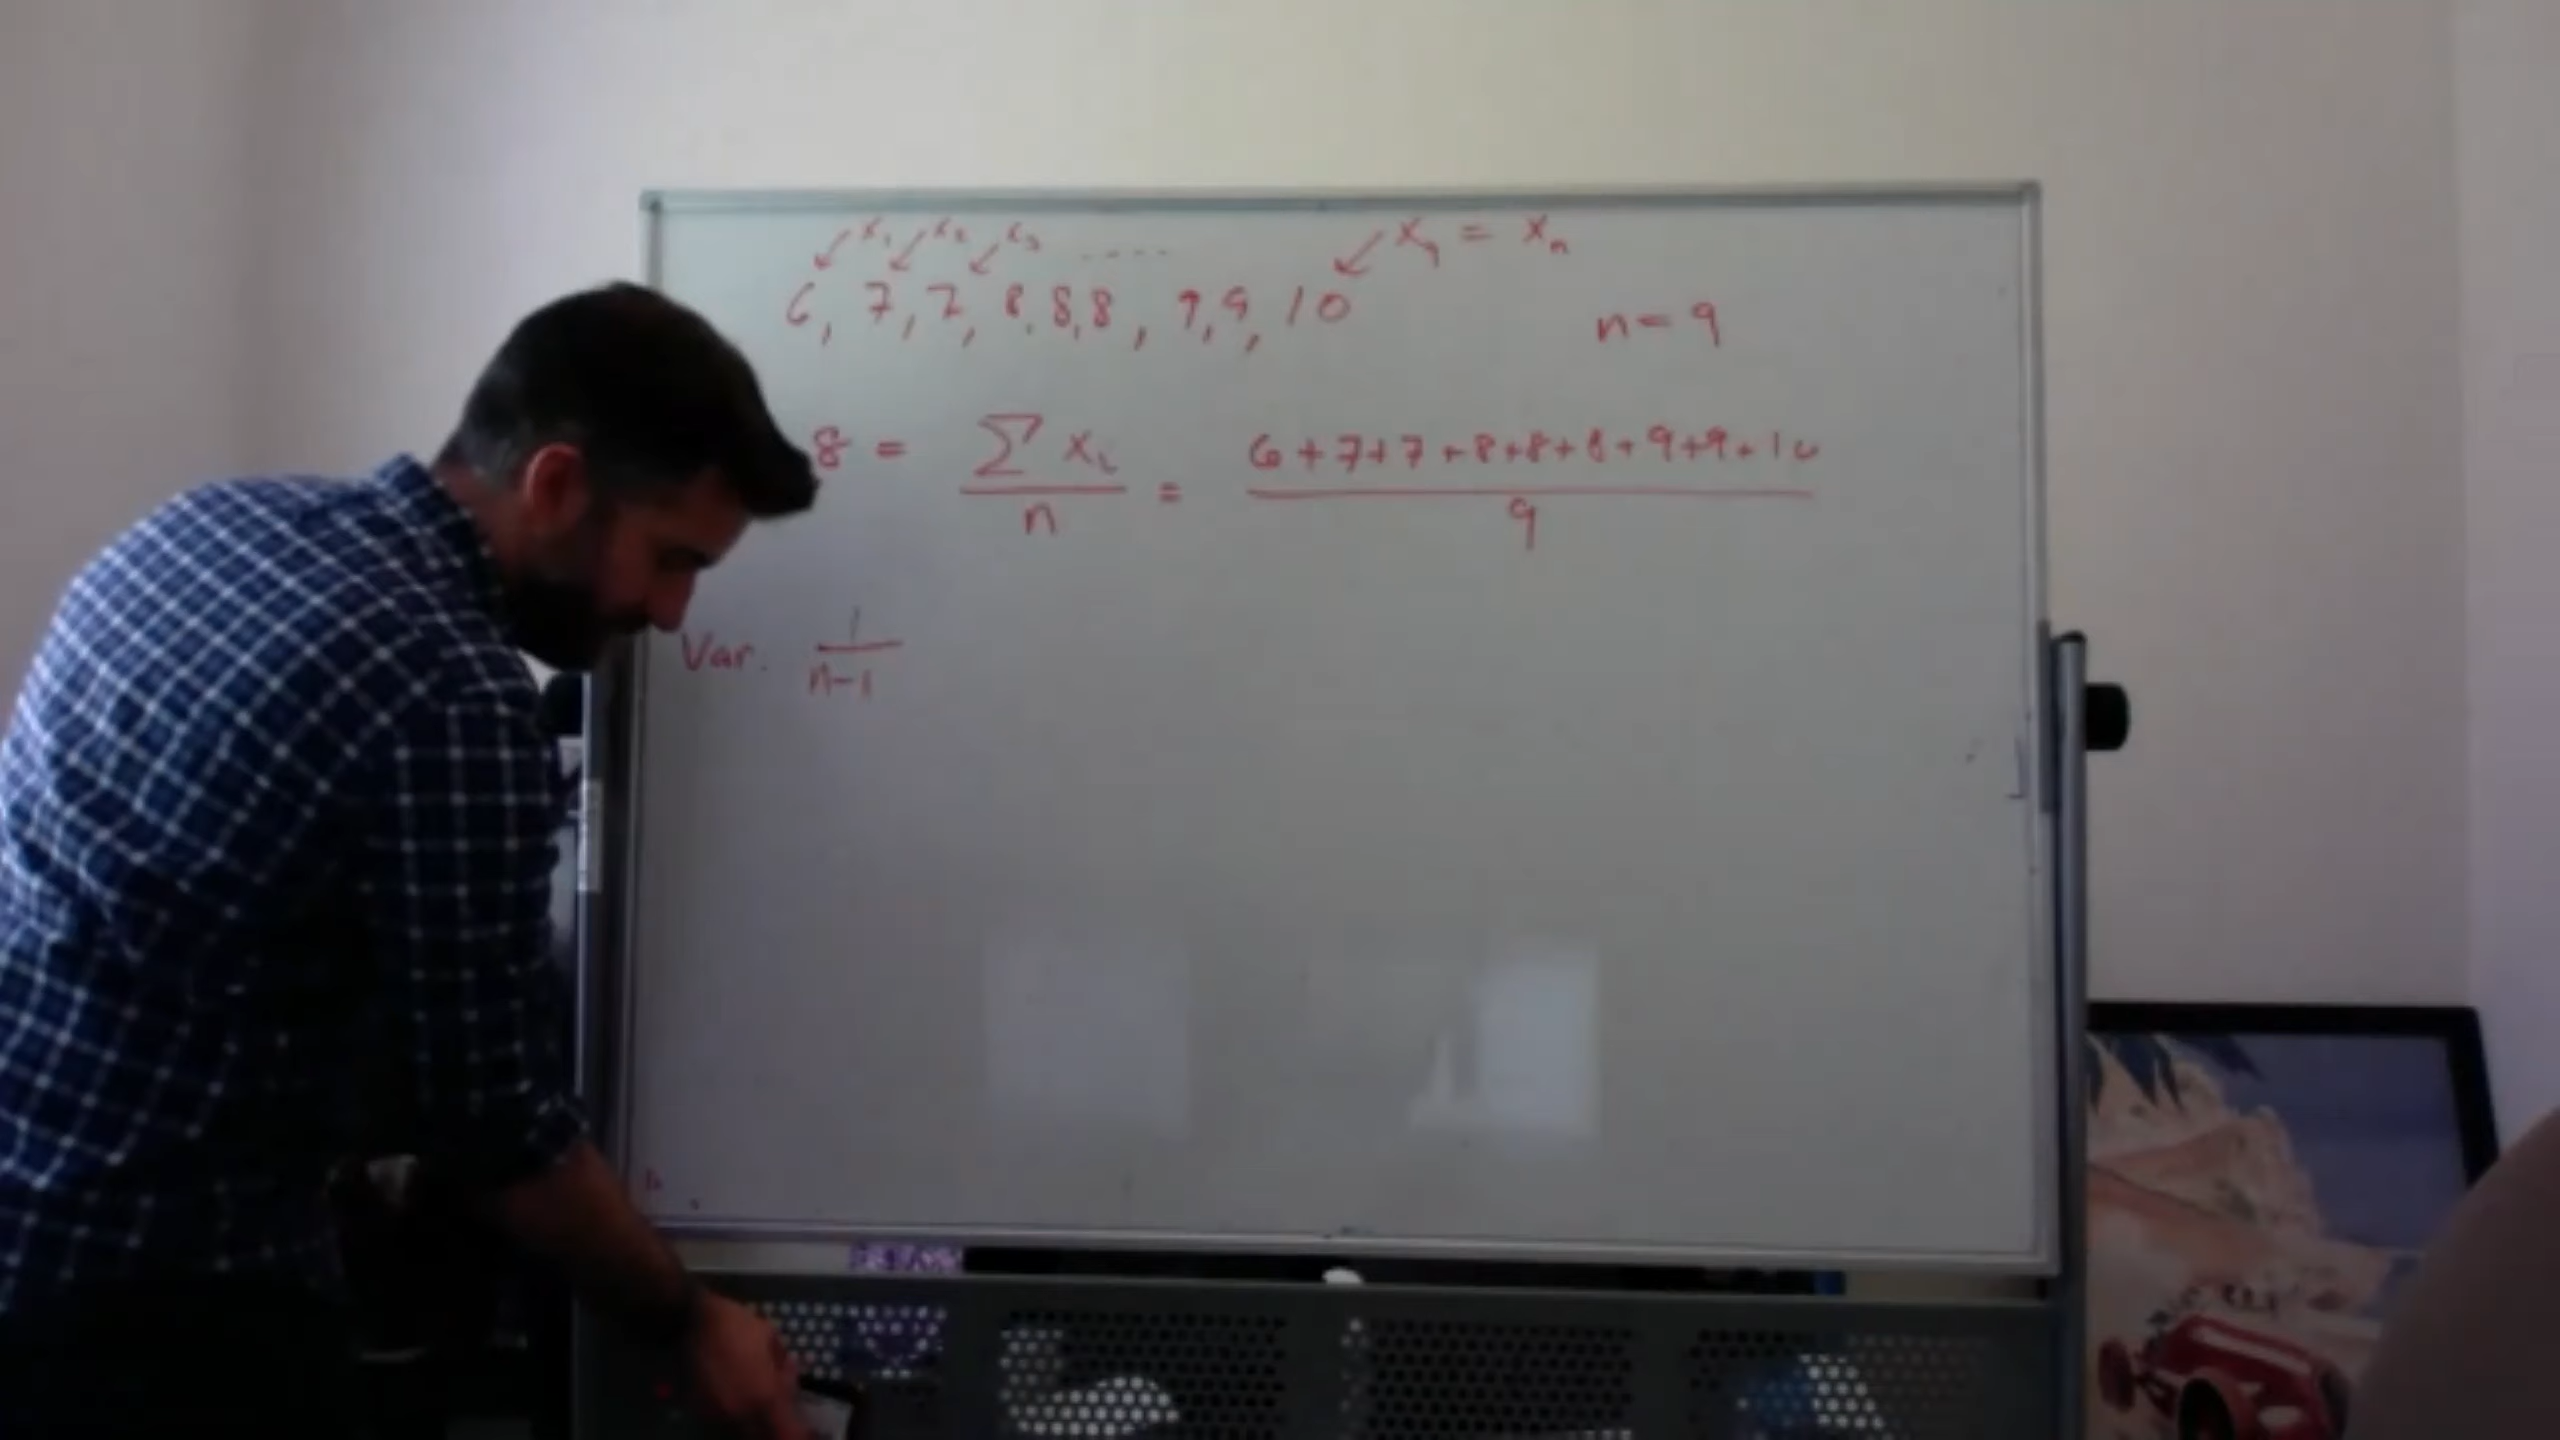 x₁ x₂ x₃ ---- x₉ = xₙ
6, 7, 7, 8, 8, 8, 9, 9, 10
n = 9
8 = ∑ xᵢ / n = 6+7+7+8+8+8+9+9+10 / 9
Var. 1 / n-1